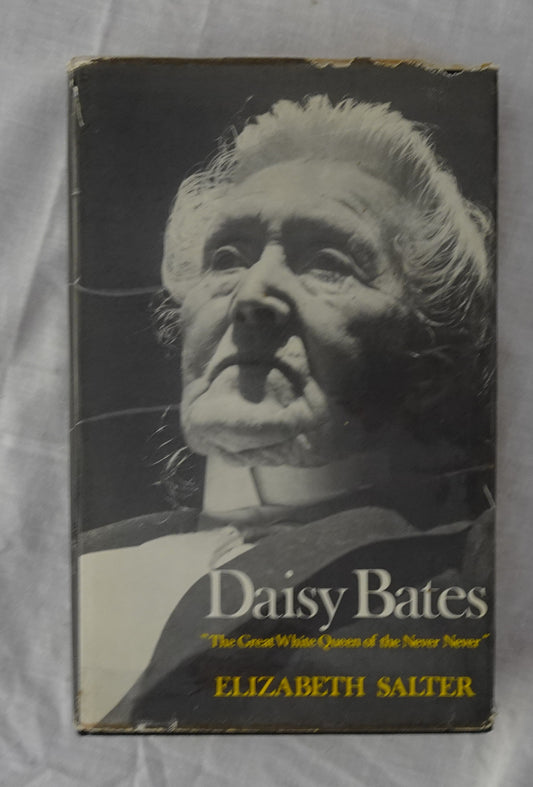 Daisy Bates
"The Great White Queen of the Never Never"
ELIZABETH SALTER